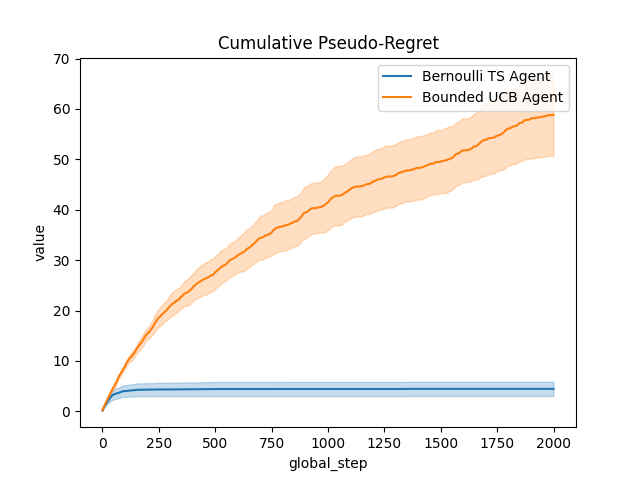 Cumulative Pseudo-Regret
Bernoulli TS Agent
Bounded UCB Agent
value
70
60
50
40
30
20
10
0
0 250 500 750 1000 1250 1500 1750 2000
global_step